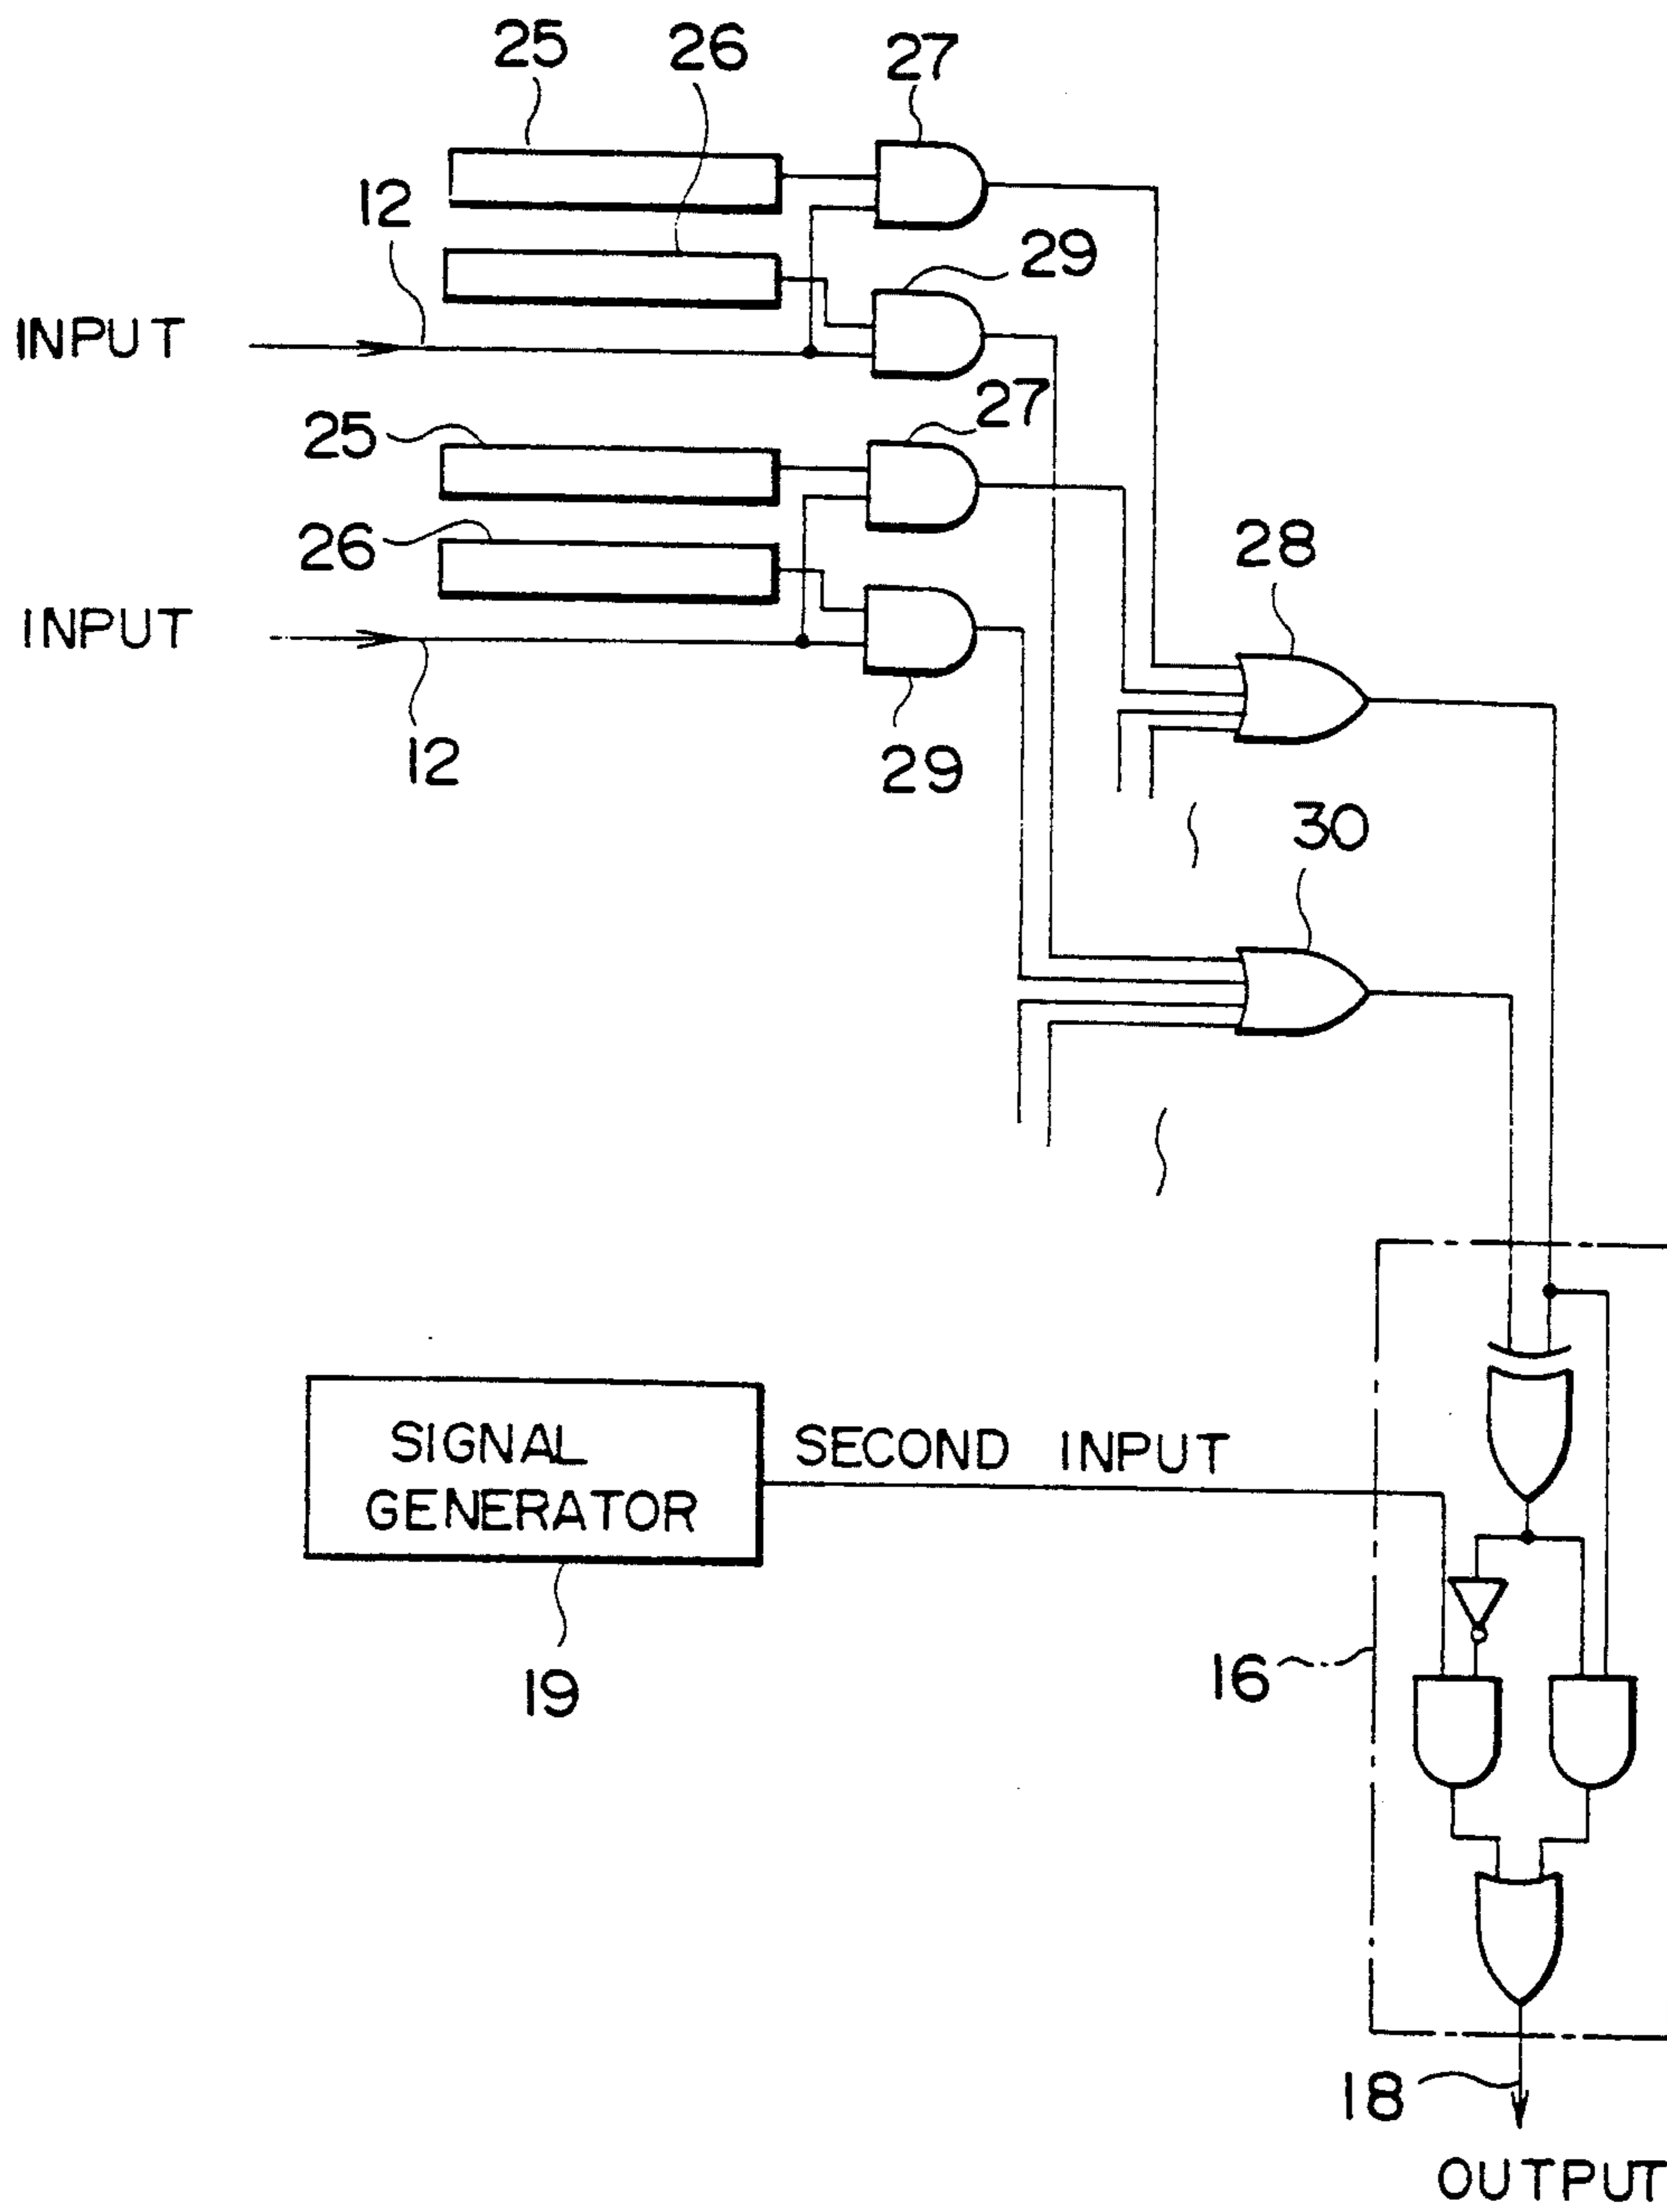 25
26
27
12
29
INPUT
27
25
26
28
INPUT
12
29
30
SIGNAL
GENERATOR
SECOND INPUT
19
16
18
OUTPUT